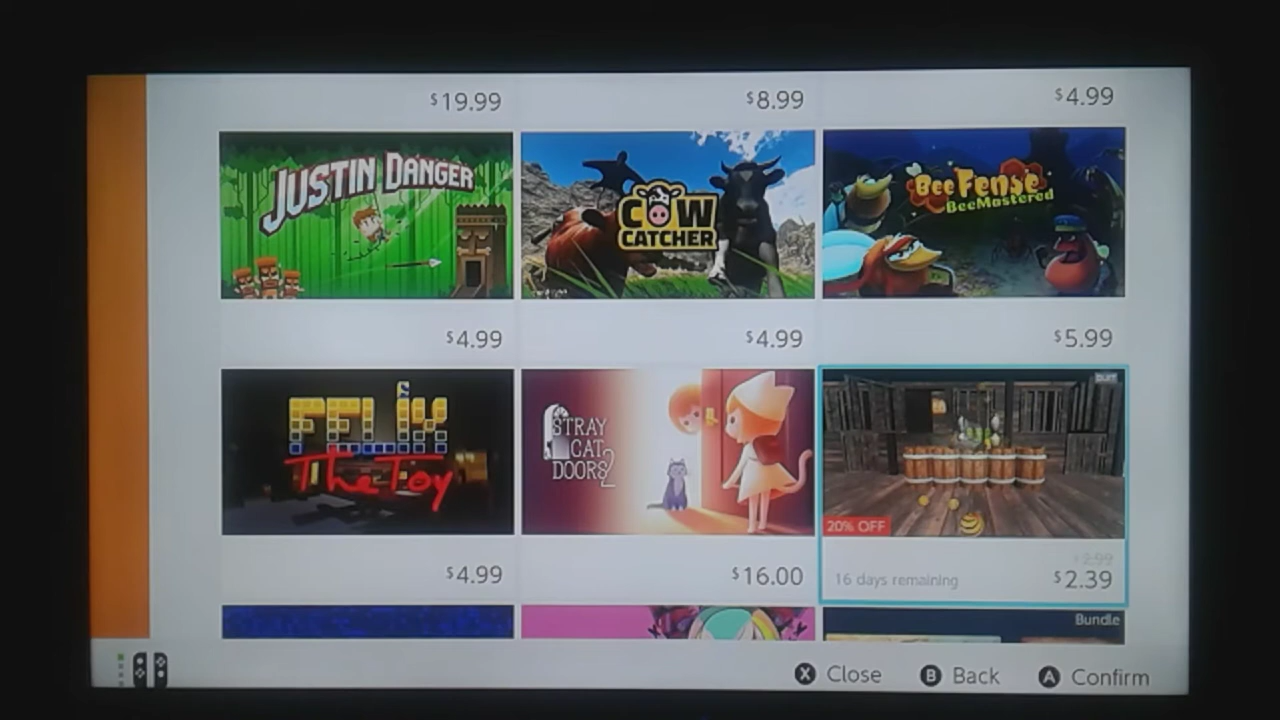 $19.99
$8.99
$4.99
JUSTIN DANGER
COW
CATCHER
BeeFense
BeeMastered
$4.99
$4.99
$5.99
FELIX
The Toy
STRAY
CAT
DOORS2
20% OFF
$4.99
$16.00
$2.99
16 days remaining
$2.39
Bundle
X Close
B Back
A Confirm